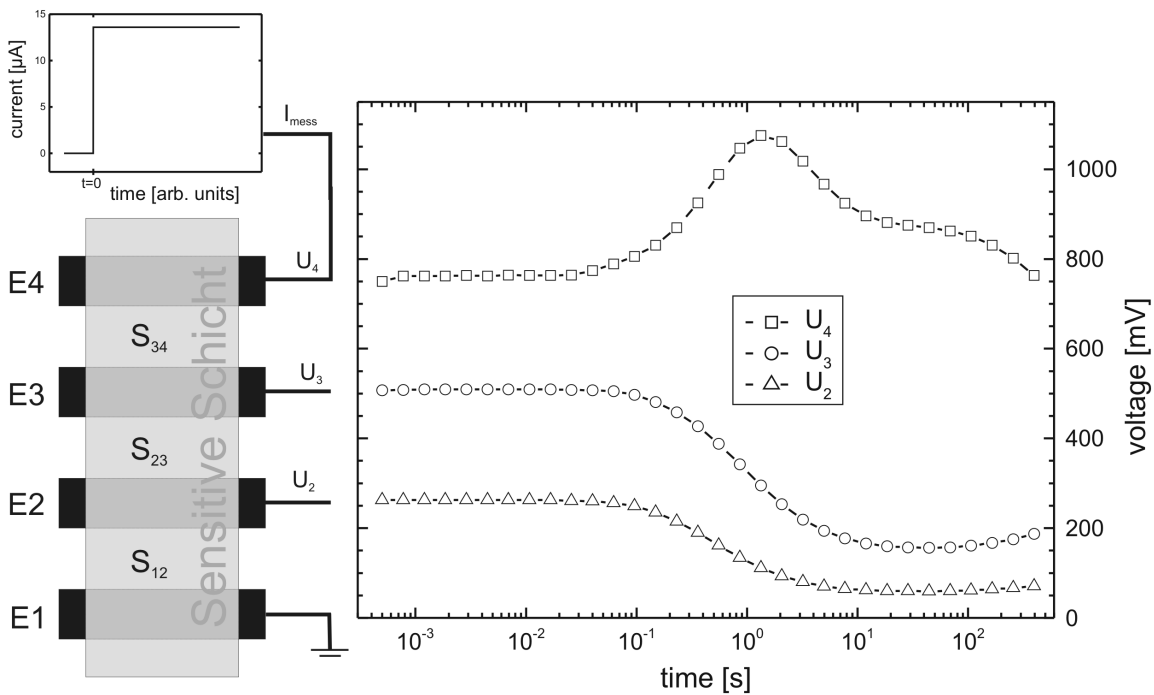 15
10
5
0
current [µA]
t=0
time [arb. units]
I_mess
E4
U_4
S_34
E3
U_3
S_23
E2
U_2
S_12
E1
Sensitive Schicht
U_4
U_3
U_2
1000
800
600
400
200
0
voltage [mV]
10^-3
10^-2
10^-1
10^0
10^1
10^2
time [s]